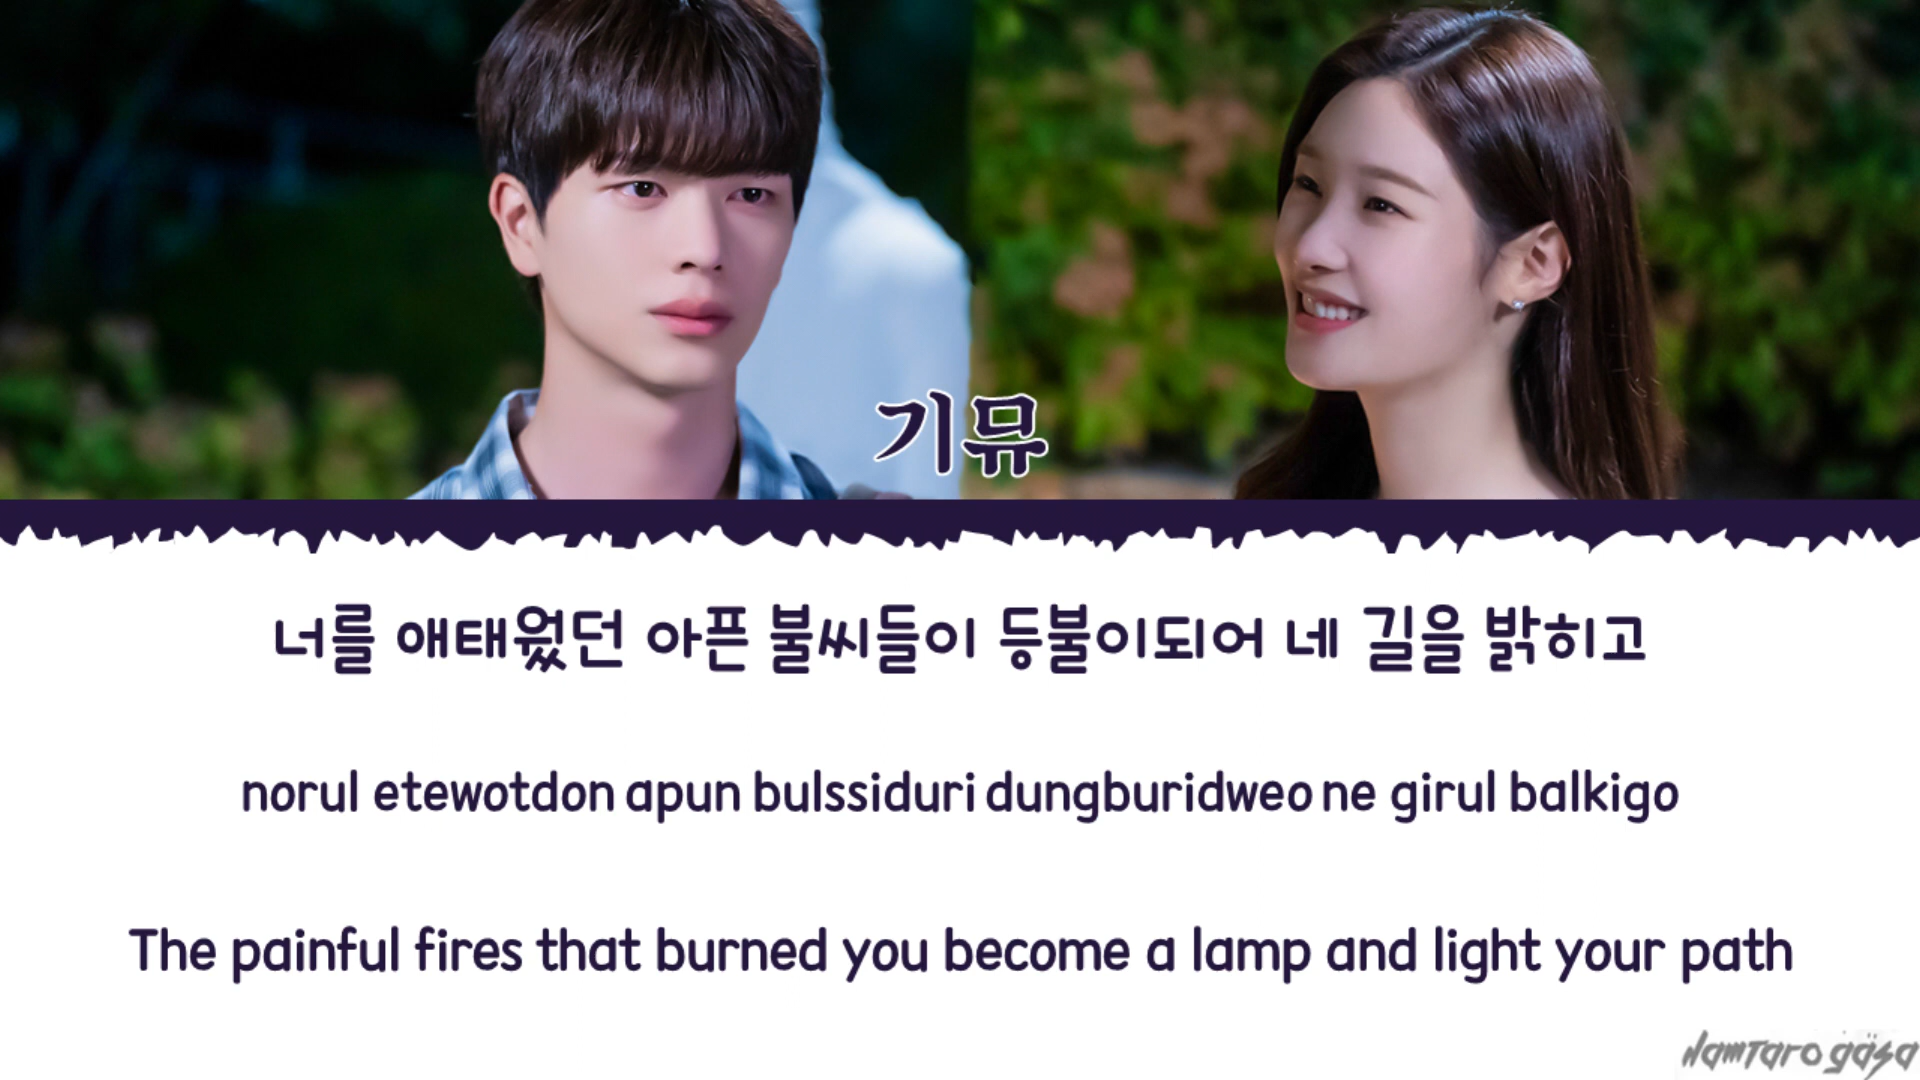 기뮤
너를 애태웠던 아픈 불씨들이 등불이되어 네 길을 밝히고
norul etewotdon apun bulssiduri dungburidweo ne girul balkigo
The painful fires that burned you become a lamp and light your path
Hamtaro gasa